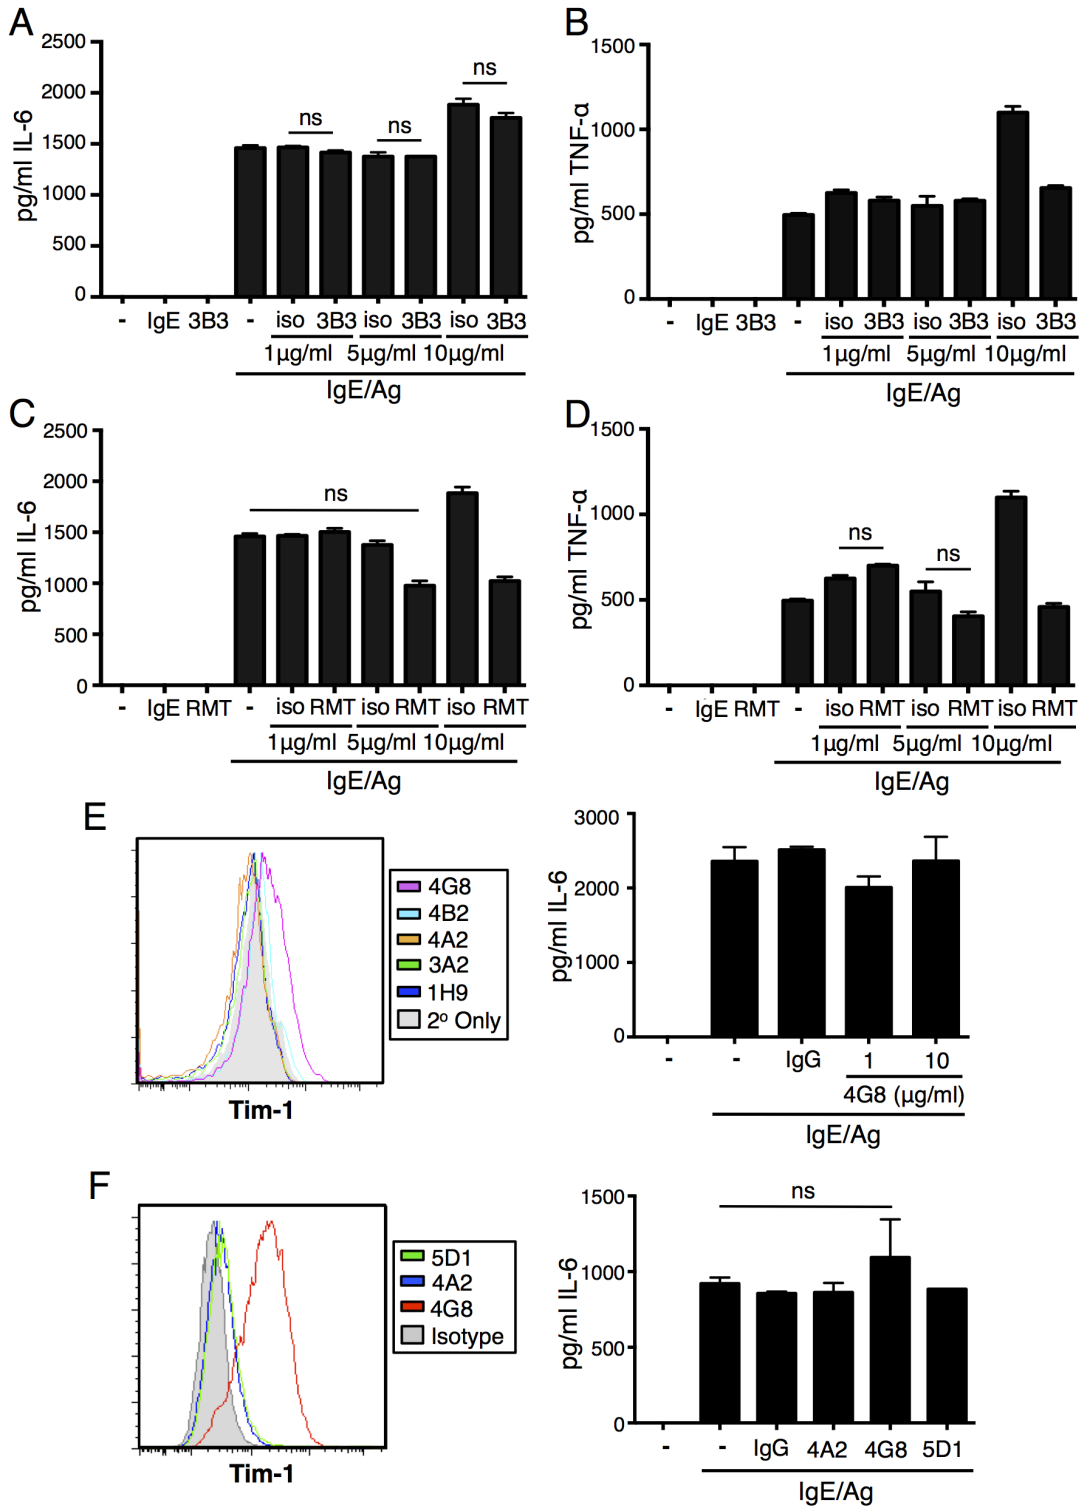 A
pg/ml IL-6
2500
2000
1500
1000
500
0
ns
ns
ns
- IgE 3B3 - iso 3B3 iso 3B3 iso 3B3
1µg/ml 5µg/ml 10µg/ml
IgE/Ag
B
pg/ml TNF-α
1500
1000
500
0
- IgE 3B3 - iso 3B3 iso 3B3 iso 3B3
1µg/ml 5µg/ml 10µg/ml
IgE/Ag
C
pg/ml IL-6
2500
2000
1500
1000
500
0
ns
- IgE RMT - iso RMT iso RMT iso RMT
1µg/ml 5µg/ml 10µg/ml
IgE/Ag
D
pg/ml TNF-α
1500
1000
500
0
ns
ns
- IgE RMT - iso RMT iso RMT iso RMT
1µg/ml 5µg/ml 10µg/ml
IgE/Ag
E
4G8
4B2
4A2
3A2
1H9
2º Only
Tim-1
pg/ml IL-6
3000
2000
1000
0
- - IgG 1 10
4G8 (µg/ml)
IgE/Ag
F
5D1
4A2
4G8
Isotype
Tim-1
pg/ml IL-6
1500
1000
500
0
ns
- - IgG 4A2 4G8 5D1
IgE/Ag